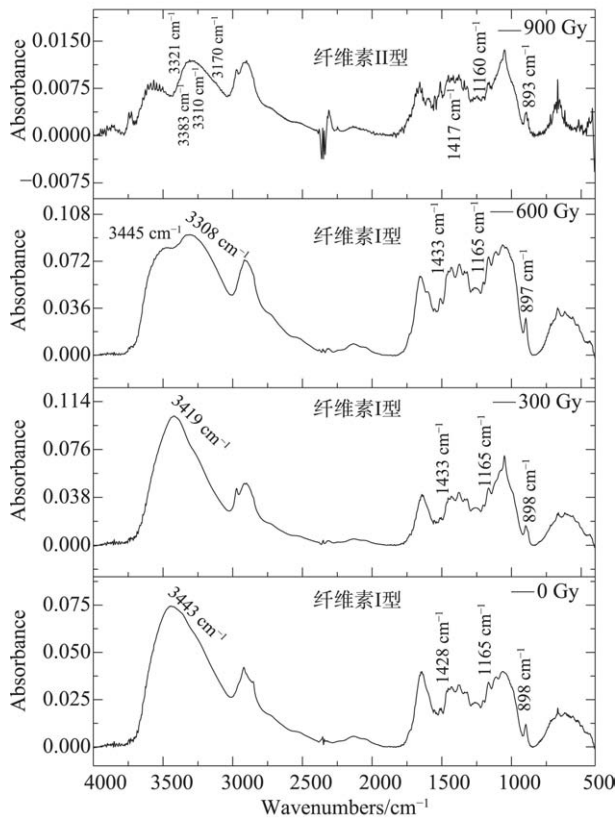 0.0150
0.0075
0.0000
−0.0075
Absorbance
3321 cm⁻¹
3170 cm⁻¹
3383 cm⁻¹
3310 cm⁻¹
纤维素II型
1417 cm⁻¹
1160 cm⁻¹
893 cm⁻¹
900 Gy
0.108
0.072
0.036
0.000
Absorbance
3445 cm⁻¹
3308 cm⁻¹
纤维素I型
1433 cm⁻¹
1165 cm⁻¹
897 cm⁻¹
600 Gy
0.114
0.076
0.038
0.000
Absorbance
3419 cm⁻¹
纤维素I型
1433 cm⁻¹
1165 cm⁻¹
898 cm⁻¹
300 Gy
0.075
0.050
0.025
0.000
Absorbance
3443 cm⁻¹
纤维素I型
1428 cm⁻¹
1165 cm⁻¹
898 cm⁻¹
0 Gy
4000 3500 3000 2500 2000 1500 1000 500
Wavenumbers/cm⁻¹